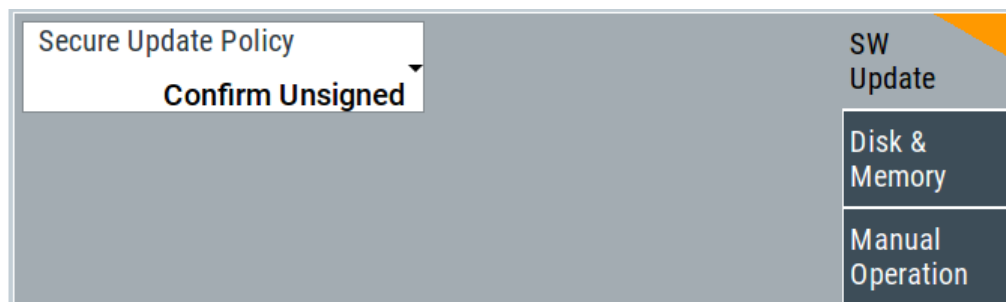 Secure Update Policy
Confirm Unsigned
SW
Update
Disk &
Memory
Manual
Operation